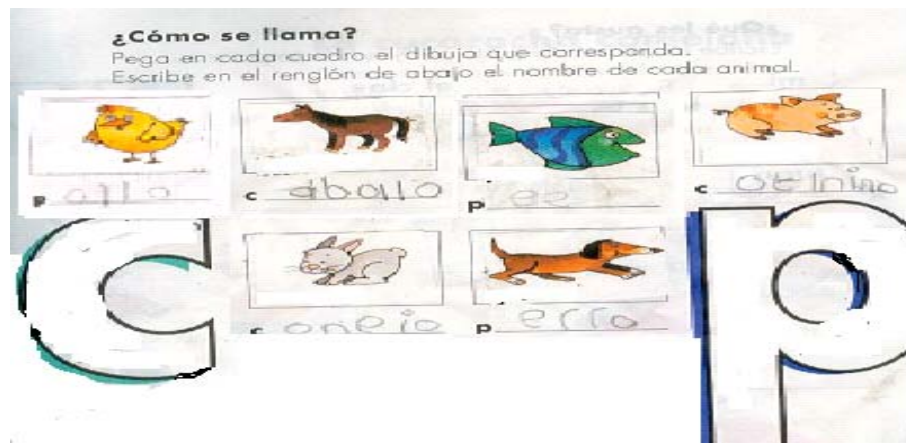 ¿Cómo se llama?
Pega en cada cuadro el dibuja que corresponda.
Escribe en el renglón de abajo el nombre de cada animal.
p ollo c aballo p ez c ochino
c p
c onejo p erro